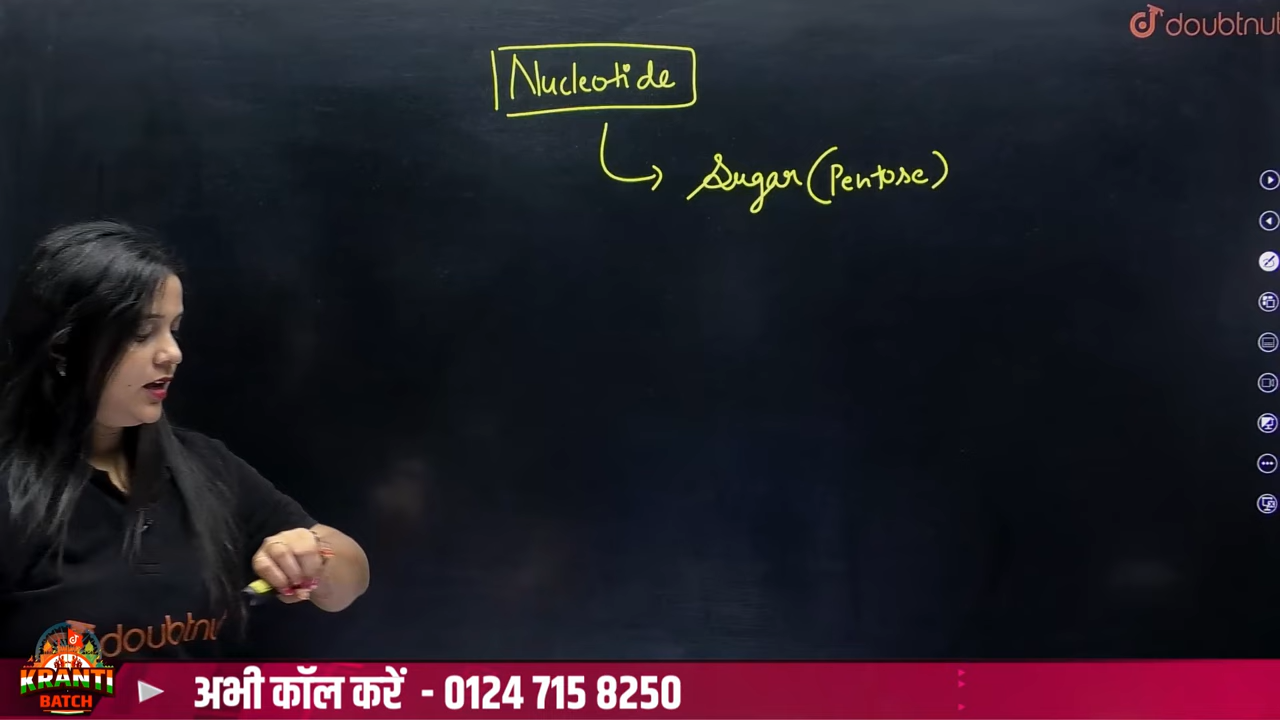 doubtnut
Nucleotide
Sugar (Pentose)
doubtnut
KRANTI
BATCH
अभी कॉल करें - 0124 715 8250